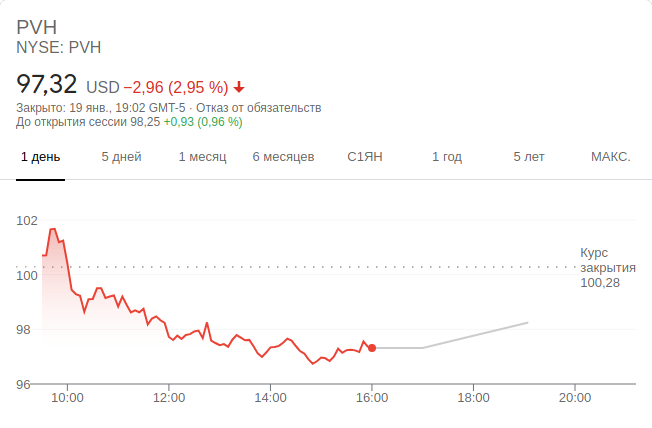 PVH
NYSE: PVH
97,32 USD −2,96 (2,95 %)
Закрыто: 19 янв., 19:02 GMT-5 · Отказ от обязательств
До открытия сессии 98,25 +0,93 (0,96 %)
1 день 5 дней 1 месяц 6 месяцев С1ЯН 1 год 5 лет МАКС.
102
100
98
96
Курс
закрытия
100,28
10:00 12:00 14:00 16:00 18:00 20:00